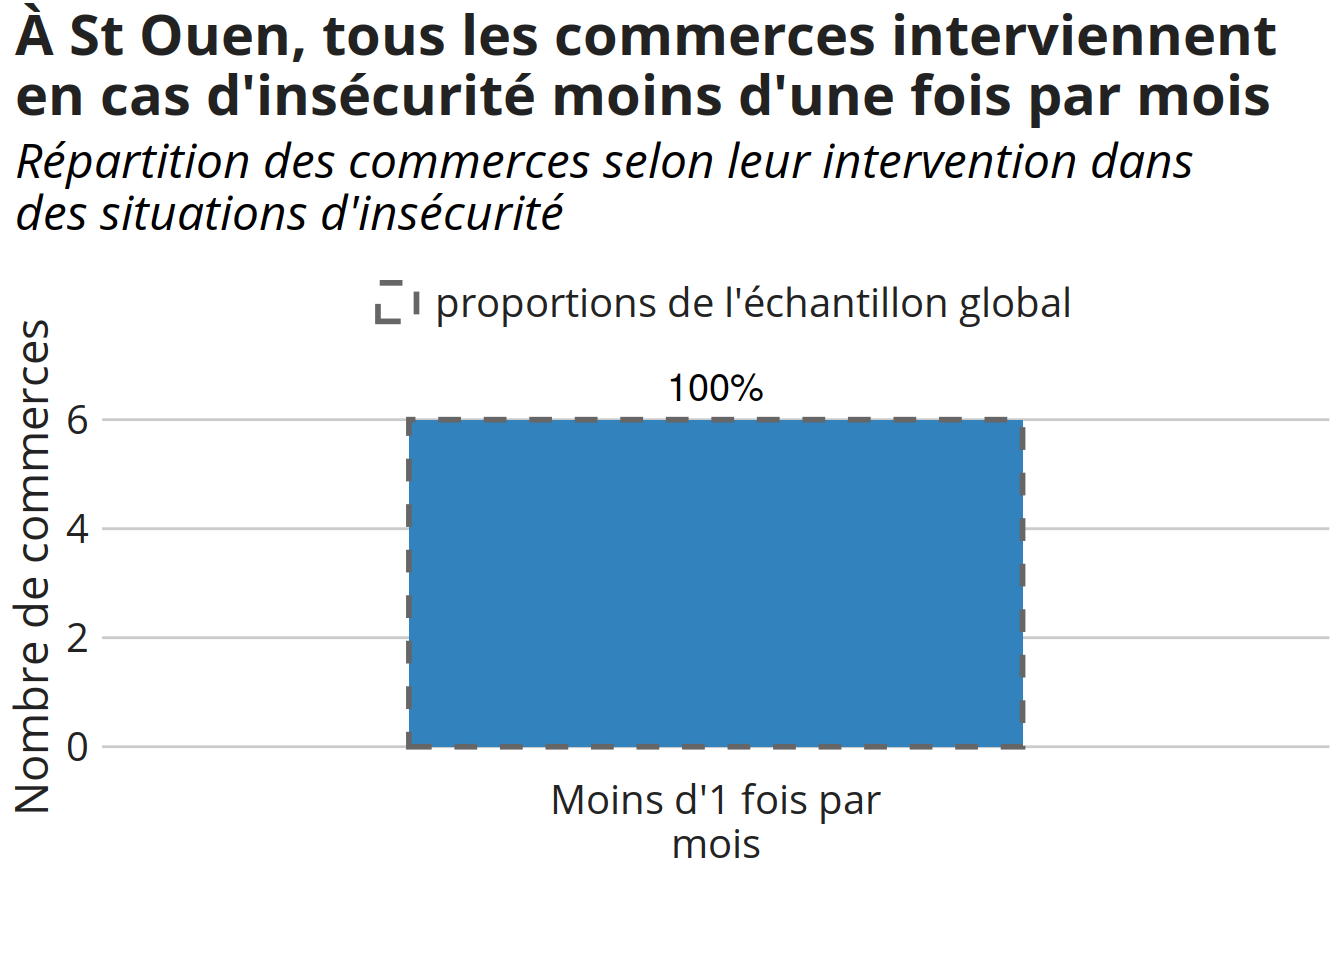 À St Ouen, tous les commerces interviennent
en cas d'insécurité moins d'une fois par mois
Répartition des commerces selon leur intervention dans
des situations d'insécurité
proportions de l'échantillon global
Nombre de commerces
100%
6
4
2
0
Moins d'1 fois par
mois